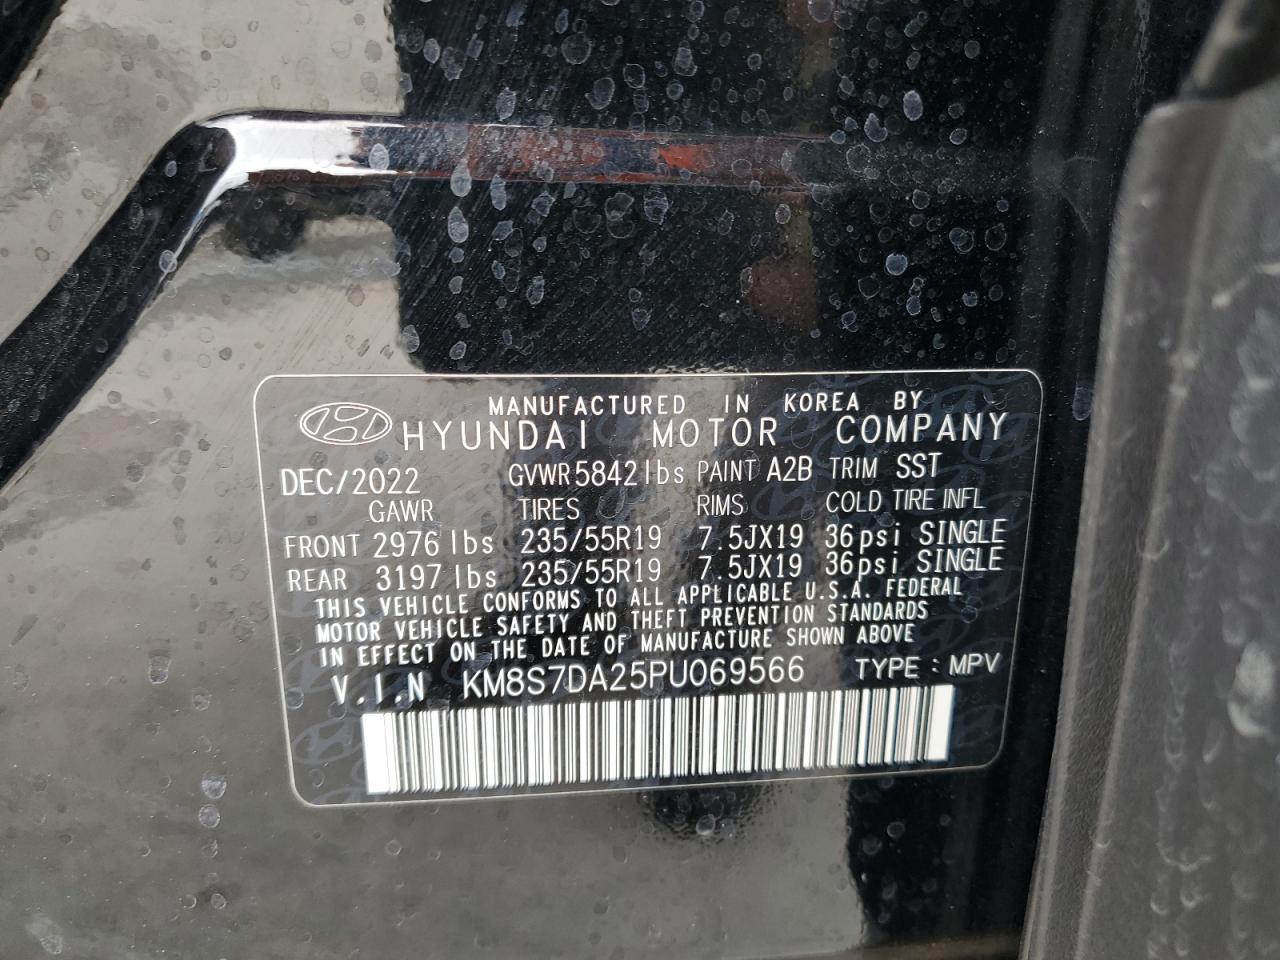 MANUFACTURED IN KOREA BY
HYUNDAI MOTOR COMPANY
DEC/2022 GVWR 5842 lbs PAINT A2B TRIM SST
GAWR TIRES RIMS COLD TIRE INFL
FRONT 2976 lbs 235/55R19 7.5JX19 36psi SINGLE
REAR 3197 lbs 235/55R19 7.5JX19 36psi SINGLE
THIS VEHICLE CONFORMS TO ALL APPLICABLE U.S.A. FEDERAL
MOTOR VEHICLE SAFETY AND THEFT PREVENTION STANDARDS
IN EFFECT ON THE DATE OF MANUFACTURE SHOWN ABOVE
V.I.N KM8S7DA25PU069566 TYPE : MPV